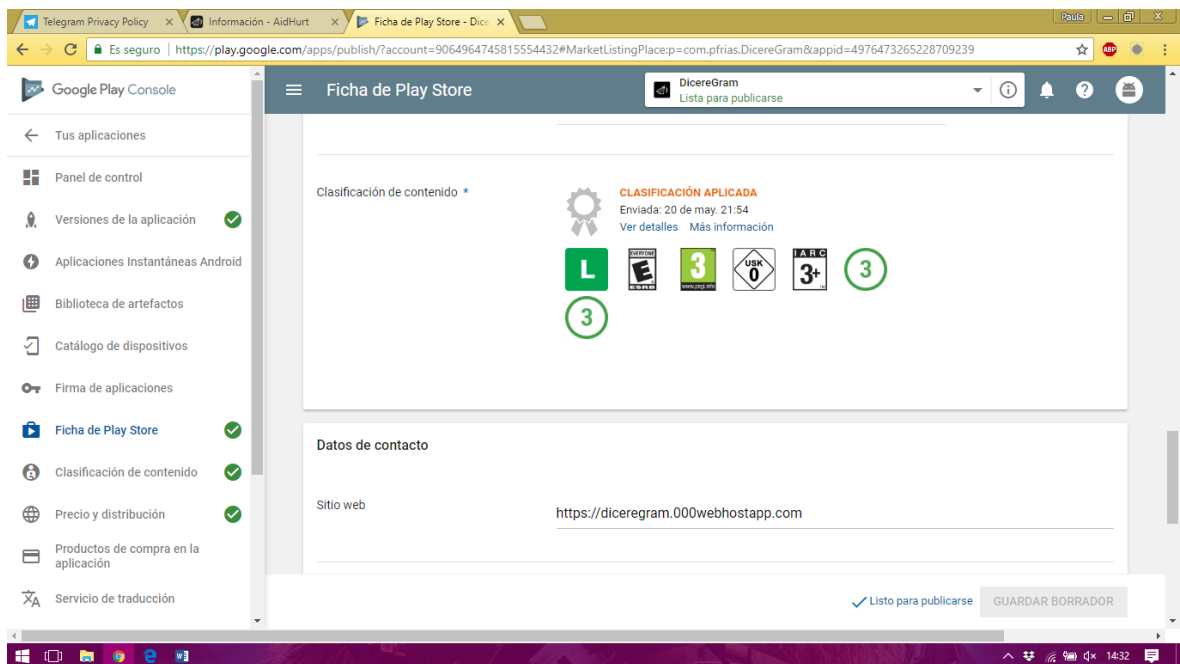 Telegram Privacy Policy
Información - AidHurt
Ficha de Play Store - Dice
Paula
Es seguro | https://play.google.com/apps/publish/?account=9064964745815554432#MarketListingPlace:p=com.pfrias.DicereGram&appid=4976473265228709239
ABP
Google Play Console
Ficha de Play Store
DicereGram
Lista para publicarse
Tus aplicaciones
Panel de control
Versiones de la aplicación
Aplicaciones Instantáneas Android
Biblioteca de artefactos
Catálogo de dispositivos
Firma de aplicaciones
Ficha de Play Store
Clasificación de contenido
Precio y distribución
Productos de compra en la
aplicación
Servicio de traducción
Clasificación de contenido *
CLASIFICACIÓN APLICADA
Enviada: 20 de may. 21:54
Ver detalles Más información
L
EVERYONE
E
ESRB
3
www.pegi.info
USK
0
IARC
3+
3
3
Datos de contacto
Sitio web
https://diceregram.000webhostapp.com
Listo para publicarse
GUARDAR BORRADOR
14:32